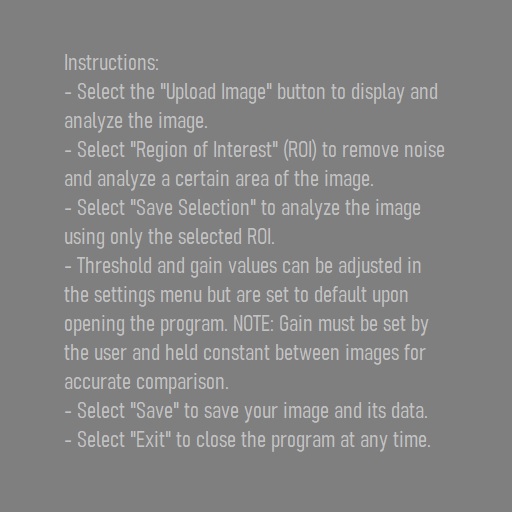 Instructions:
- Select the "Upload Image" button to display and
analyze the image.
- Select "Region of Interest" (ROI) to remove noise
and analyze a certain area of the image.
- Select "Save Selection" to analyze the image
using only the selected ROI.
- Threshold and gain values can be adjusted in
the settings menu but are set to default upon
opening the program. NOTE: Gain must be set by
the user and held constant between images for
accurate comparison.
- Select "Save" to save your image and its data.
- Select "Exit" to close the program at any time.